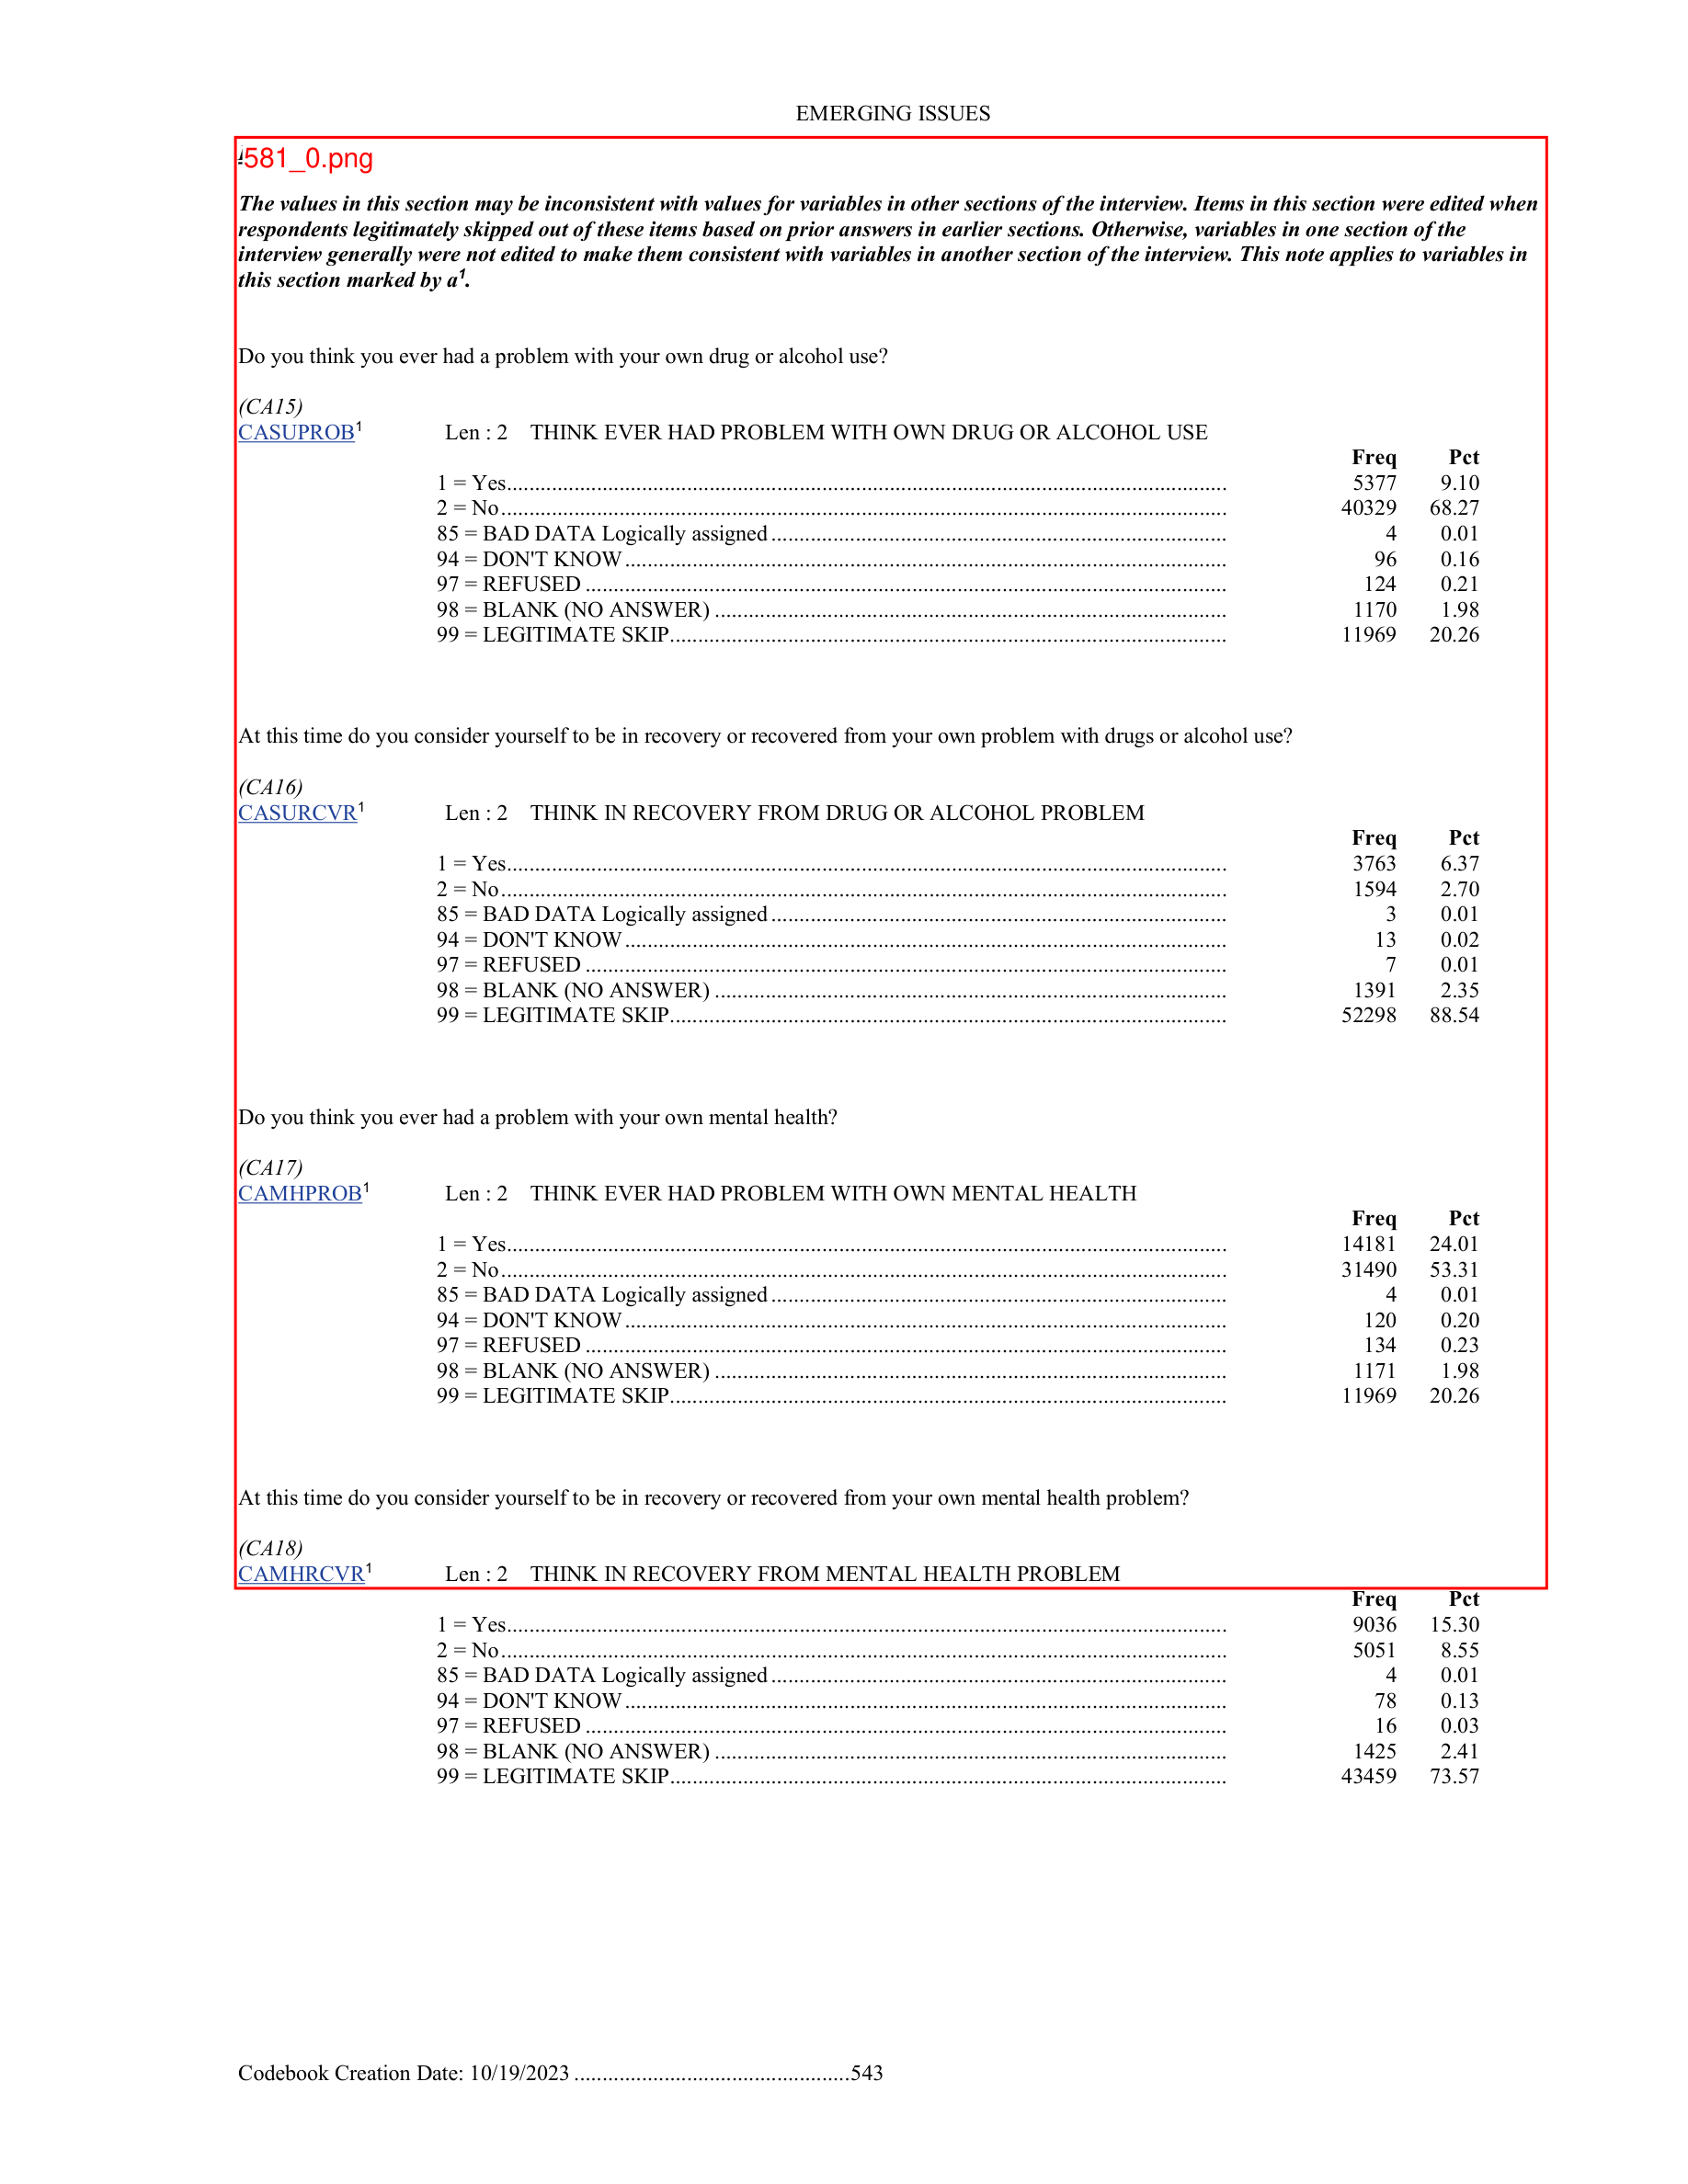 EMERGING ISSUES
581_0.png
The values in this section may be inconsistent with values for variables in other sections of the interview. Items in this section were edited when
respondents legitimately skipped out of these items based on prior answers in earlier sections. Otherwise, variables in one section of the
interview generally were not edited to make them consistent with variables in another section of the interview. This note applies to variables in
this section marked by a¹.
Do you think you ever had a problem with your own drug or alcohol use?
(CA15)
CASUPROB¹ Len : 2 THINK EVER HAD PROBLEM WITH OWN DRUG OR ALCOHOL USE
Freq Pct
1 = Yes 5377 9.10
2 = No 40329 68.27
85 = BAD DATA Logically assigned 4 0.01
94 = DON'T KNOW 96 0.16
97 = REFUSED 124 0.21
98 = BLANK (NO ANSWER) 1170 1.98
99 = LEGITIMATE SKIP 11969 20.26
At this time do you consider yourself to be in recovery or recovered from your own problem with drugs or alcohol use?
(CA16)
CASURCVR¹ Len : 2 THINK IN RECOVERY FROM DRUG OR ALCOHOL PROBLEM
Freq Pct
1 = Yes 3763 6.37
2 = No 1594 2.70
85 = BAD DATA Logically assigned 3 0.01
94 = DON'T KNOW 13 0.02
97 = REFUSED 7 0.01
98 = BLANK (NO ANSWER) 1391 2.35
99 = LEGITIMATE SKIP 52298 88.54
Do you think you ever had a problem with your own mental health?
(CA17)
CAMHPROB¹ Len : 2 THINK EVER HAD PROBLEM WITH OWN MENTAL HEALTH
Freq Pct
1 = Yes 14181 24.01
2 = No 31490 53.31
85 = BAD DATA Logically assigned 4 0.01
94 = DON'T KNOW 120 0.20
97 = REFUSED 134 0.23
98 = BLANK (NO ANSWER) 1171 1.98
99 = LEGITIMATE SKIP 11969 20.26
At this time do you consider yourself to be in recovery or recovered from your own mental health problem?
(CA18)
CAMHRCVR¹ Len : 2 THINK IN RECOVERY FROM MENTAL HEALTH PROBLEM
Freq Pct
1 = Yes 9036 15.30
2 = No 5051 8.55
85 = BAD DATA Logically assigned 4 0.01
94 = DON'T KNOW 78 0.13
97 = REFUSED 16 0.03
98 = BLANK (NO ANSWER) 1425 2.41
99 = LEGITIMATE SKIP 43459 73.57
Codebook Creation Date: 10/19/2023 .................................................543